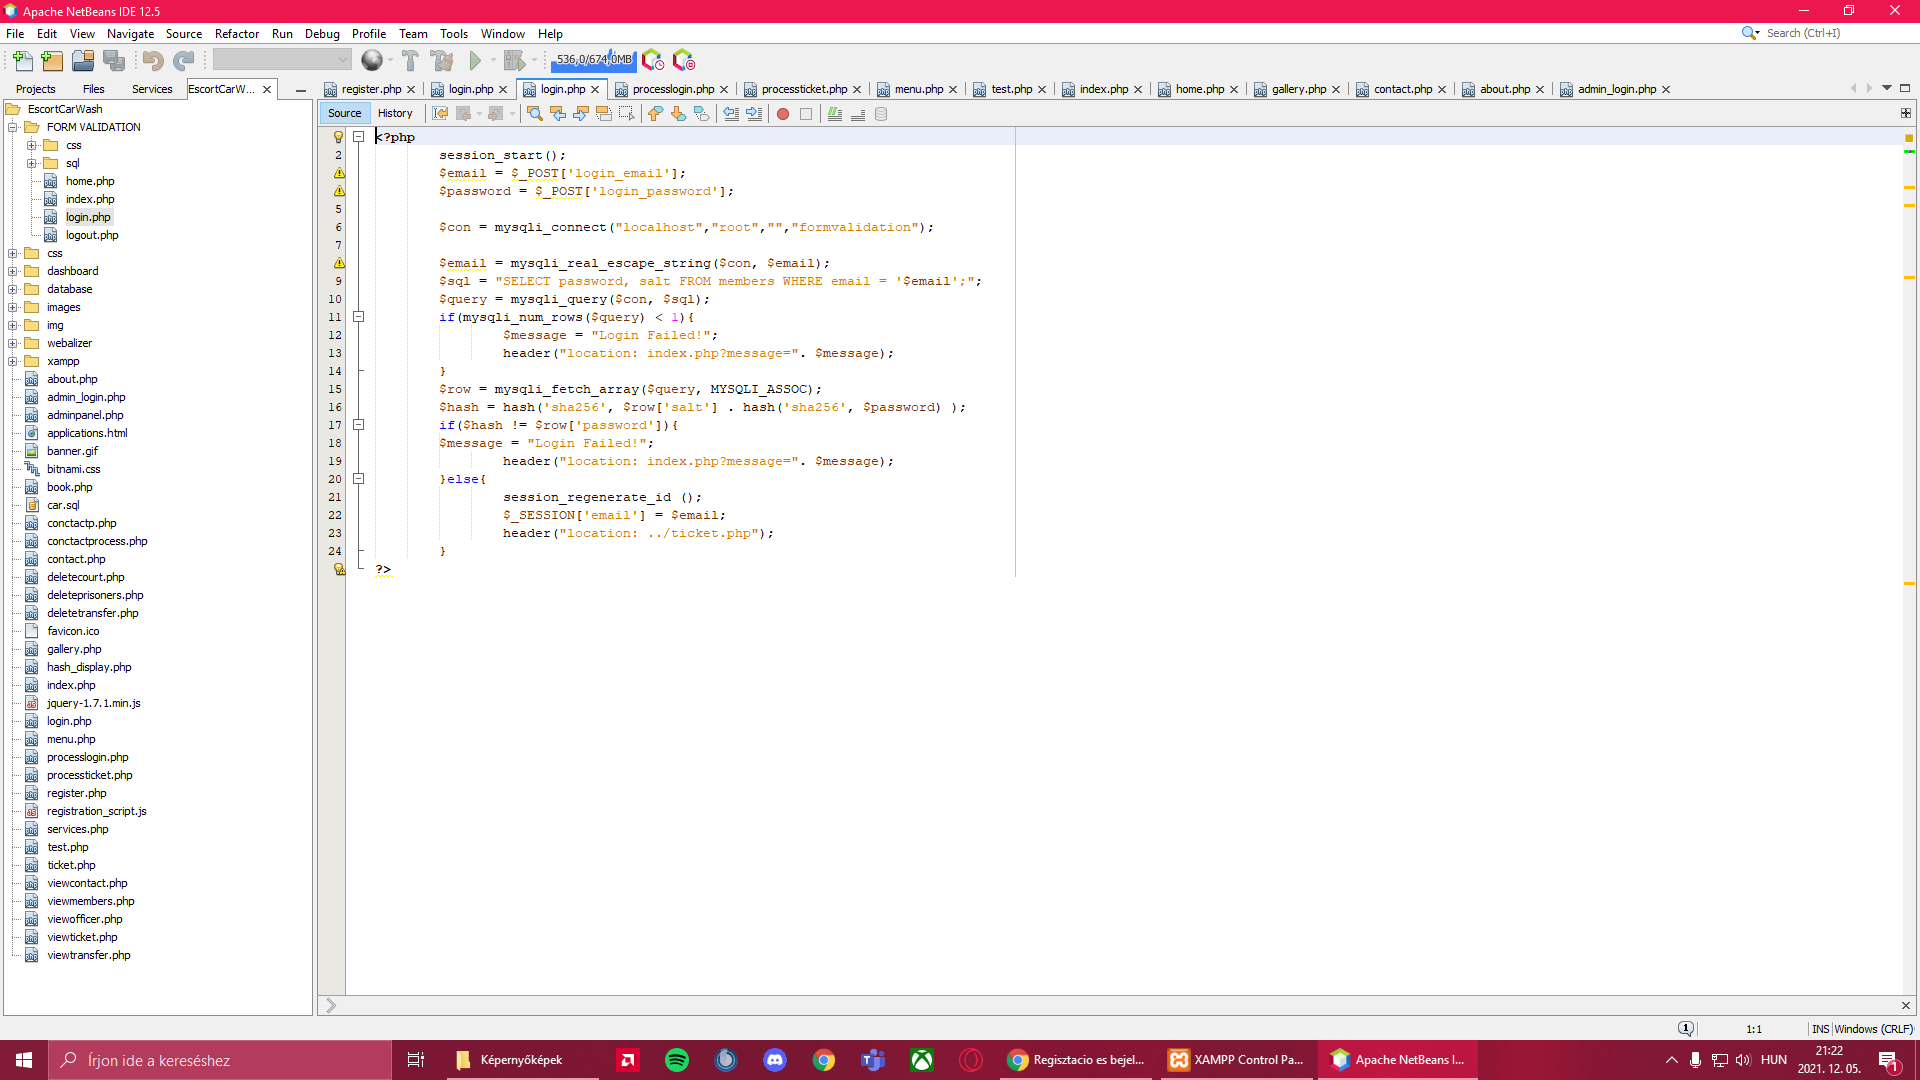 Apache NetBeans IDE 12.5
File Edit View Navigate Source Refactor Run Debug Profile Team Tools Window Help
Search (Ctrl+I)
536,0/674,0MB
Projects Files Services EscortCarW...
register.php login.php login.php processlogin.php processticket.php menu.php test.php index.php home.php gallery.php contact.php about.php admin_login.php
Source History
EscortCarWash
FORM VALIDATION
css
sql
home.php
index.php
login.php
logout.php
css
dashboard
database
images
img
webalizer
xampp
about.php
admin_login.php
adminpanel.php
applications.html
banner.gif
bitnami.css
book.php
car.sql
conctactp.php
conctactprocess.php
contact.php
deletecourt.php
deleteprisoners.php
deletetransfer.php
favicon.ico
gallery.php
hash_display.php
index.php
jquery-1.7.1.min.js
login.php
menu.php
processlogin.php
processticket.php
register.php
registration_script.js
services.php
test.php
ticket.php
viewcontact.php
viewmembers.php
viewofficer.php
viewticket.php
viewtransfer.php
<?php
2 session_start();
$email = $_POST['login_email'];
$password = $_POST['login_password'];
5
6 $con = mysqli_connect("localhost","root","","formvalidation");
7
$email = mysqli_real_escape_string($con, $email);
9 $sql = "SELECT password, salt FROM members WHERE email = '$email';";
10 $query = mysqli_query($con, $sql);
11 if(mysqli_num_rows($query) < 1){
12 $message = "Login Failed!";
13 header("location: index.php?message=". $message);
14 }
15 $row = mysqli_fetch_array($query, MYSQLI_ASSOC);
16 $hash = hash('sha256', $row['salt'] . hash('sha256', $password) );
17 if($hash != $row['password']){
18 $message = "Login Failed!";
19 header("location: index.php?message=". $message);
20 }else{
21 session_regenerate_id ();
22 $_SESSION['email'] = $email;
23 header("location: ../ticket.php");
24 }
?>
1 1:1 INS Windows (CRLF)
Írjon ide a kereséshez
Képernyőképek
Regisztacio es bejel...
XAMPP Control Pa...
Apache NetBeans I...
HUN
21:22
2021. 12. 05.
1